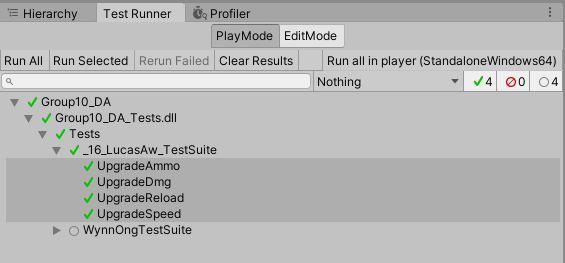 Hierarchy Test Runner Profiler
PlayMode EditMode
Run All Run Selected Rerun Failed Clear Results Run all in player (StandaloneWindows64)
Nothing 4 0 4
Group10_DA
Group10_DA_Tests.dll
Tests
_16_LucasAw_TestSuite
UpgradeAmmo
UpgradeDmg
UpgradeReload
UpgradeSpeed
WynnOngTestSuite